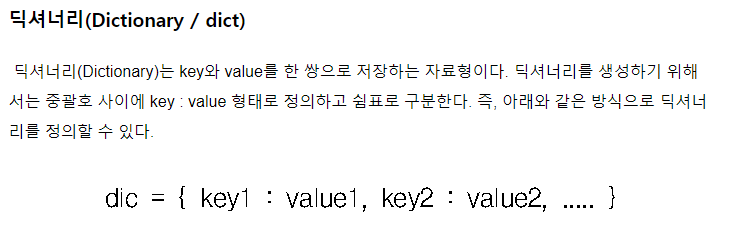 딕셔너리(Dictionary / dict)
딕셔너리(Dictionary)는 key와 value를 한 쌍으로 저장하는 자료형이다. 딕셔너리를 생성하기 위해
서는 중괄호 사이에 key : value 형태로 정의하고 쉼표로 구분한다. 즉, 아래와 같은 방식으로 딕셔너
리를 정의할 수 있다.
dic = { key1 : value1, key2 : value2, ..... }